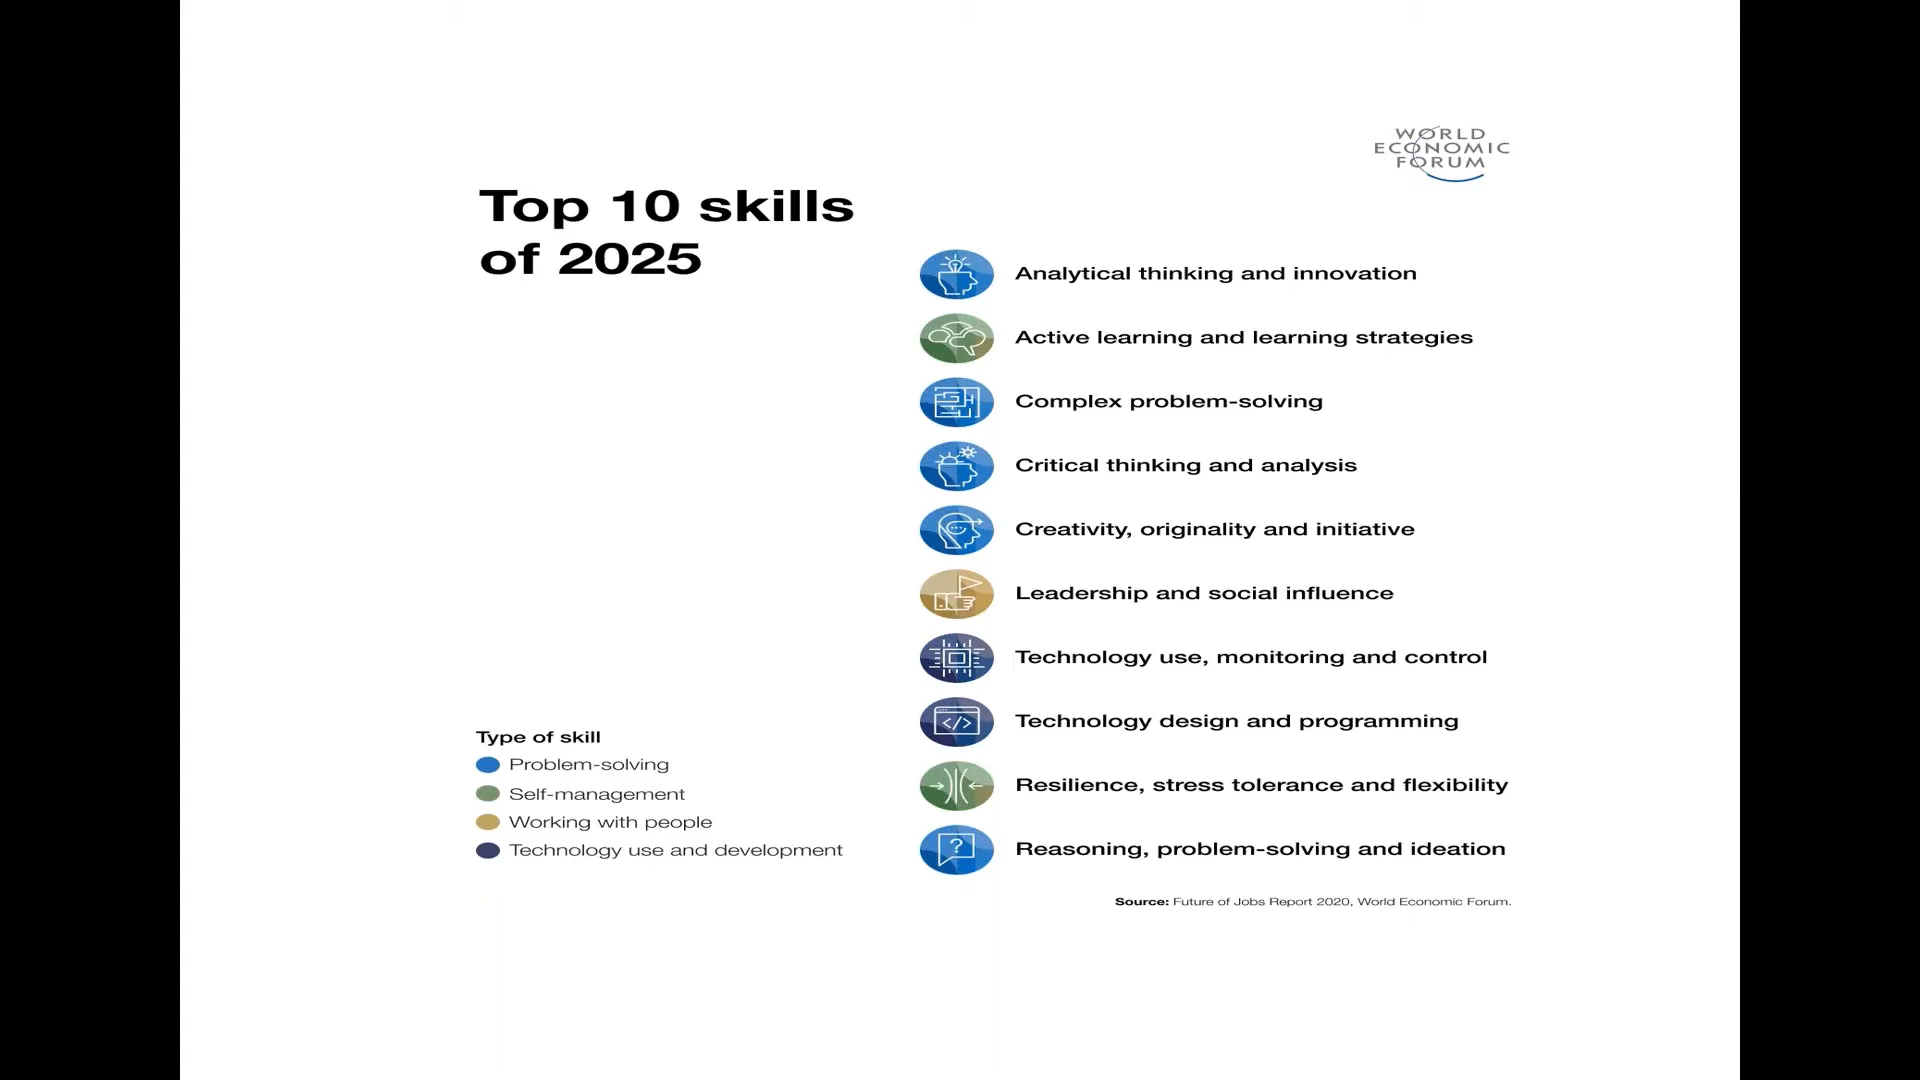 WORLD
ECONOMIC
FORUM
Top 10 skills
of 2025
Analytical thinking and innovation
Active learning and learning strategies
Complex problem-solving
Critical thinking and analysis
Creativity, originality and initiative
Leadership and social influence
Technology use, monitoring and control
Technology design and programming
Resilience, stress tolerance and flexibility
Reasoning, problem-solving and ideation
Type of skill
Problem-solving
Self-management
Working with people
Technology use and development
Source: Future of Jobs Report 2020, World Economic Forum.